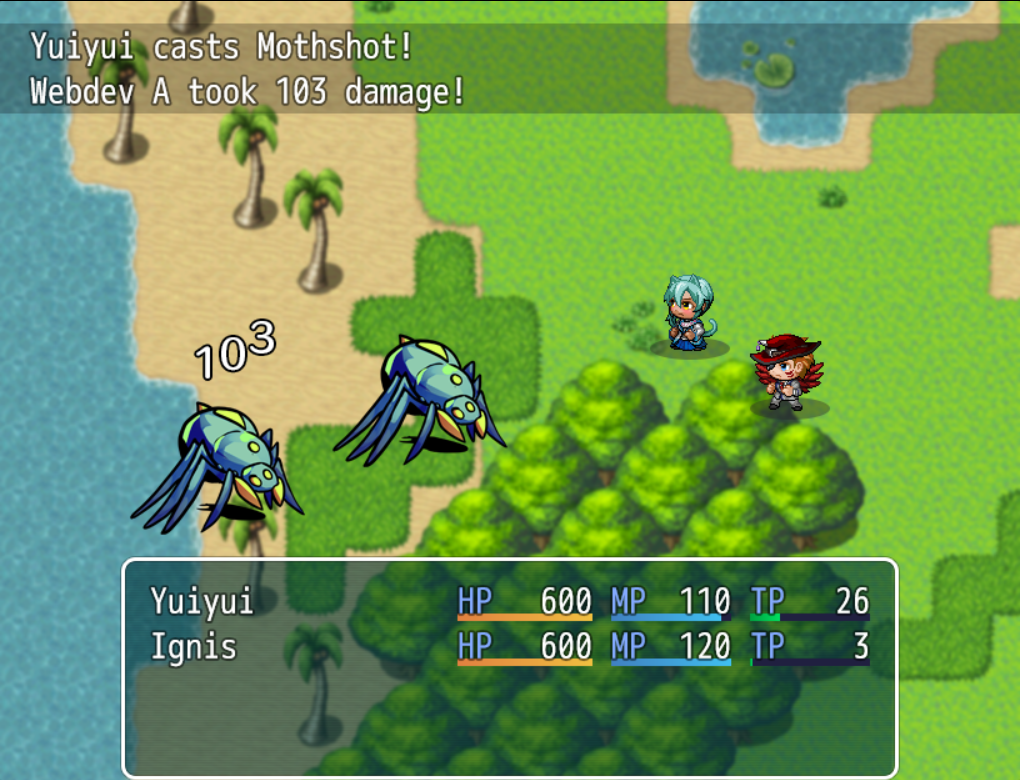 Yuiyui casts Mothshot!
Webdev A took 103 damage!
103
Yuiyui HP 600 MP 110 TP 26
Ignis HP 600 MP 120 TP 3